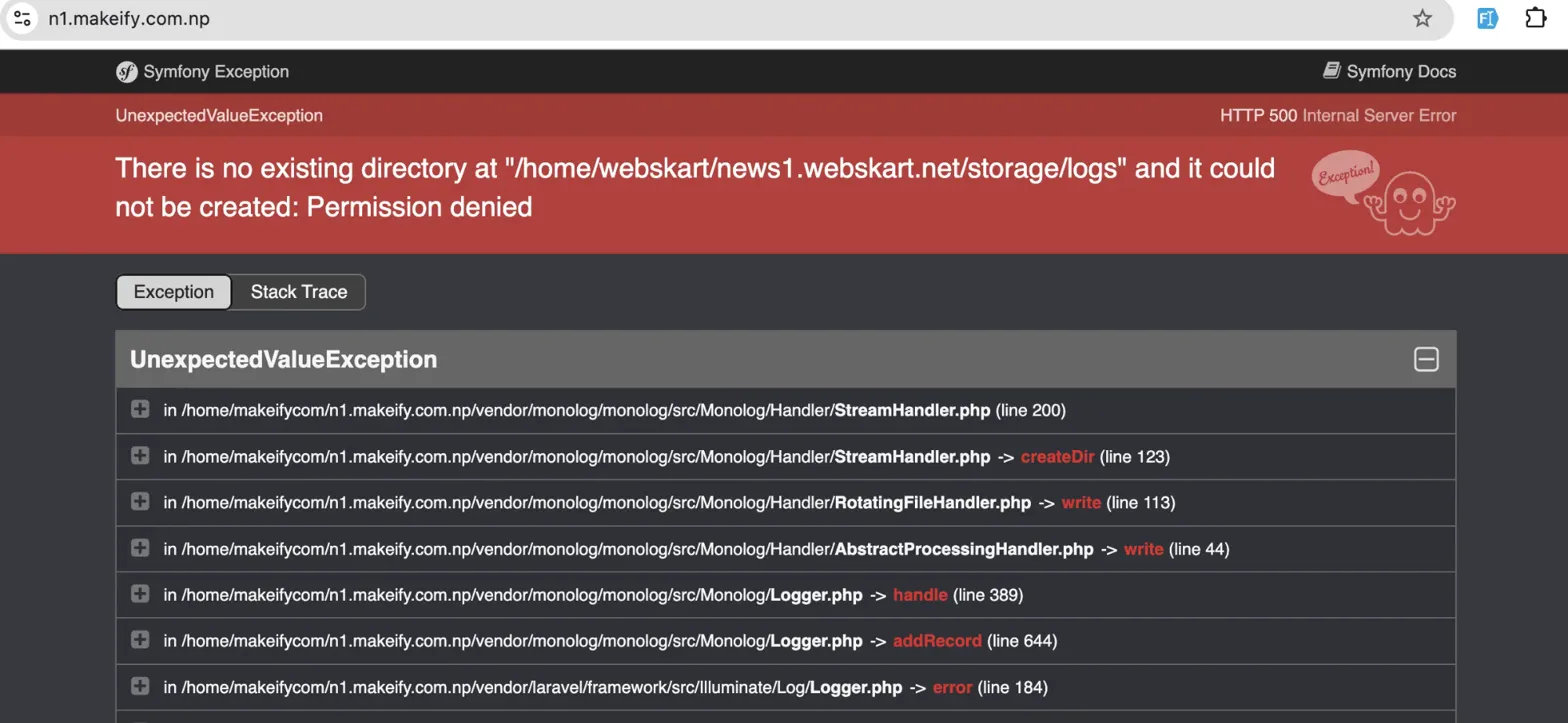 n1.makeify.com.np
Symfony Exception
Symfony Docs
UnexpectedValueException
HTTP 500 Internal Server Error
There is no existing directory at "/home/webskart/news1.webskart.net/storage/logs" and it could
not be created: Permission denied
Exception!
Exception
Stack Trace
UnexpectedValueException
in /home/makeifycom/n1.makeify.com.np/vendor/monolog/monolog/src/Monolog/Handler/StreamHandler.php (line 200)
in /home/makeifycom/n1.makeify.com.np/vendor/monolog/monolog/src/Monolog/Handler/StreamHandler.php -> createDir (line 123)
in /home/makeifycom/n1.makeify.com.np/vendor/monolog/monolog/src/Monolog/Handler/RotatingFileHandler.php -> write (line 113)
in /home/makeifycom/n1.makeify.com.np/vendor/monolog/monolog/src/Monolog/Handler/AbstractProcessingHandler.php -> write (line 44)
in /home/makeifycom/n1.makeify.com.np/vendor/monolog/monolog/src/Monolog/Logger.php -> handle (line 389)
in /home/makeifycom/n1.makeify.com.np/vendor/monolog/monolog/src/Monolog/Logger.php -> addRecord (line 644)
in /home/makeifycom/n1.makeify.com.np/vendor/laravel/framework/src/Illuminate/Log/Logger.php -> error (line 184)